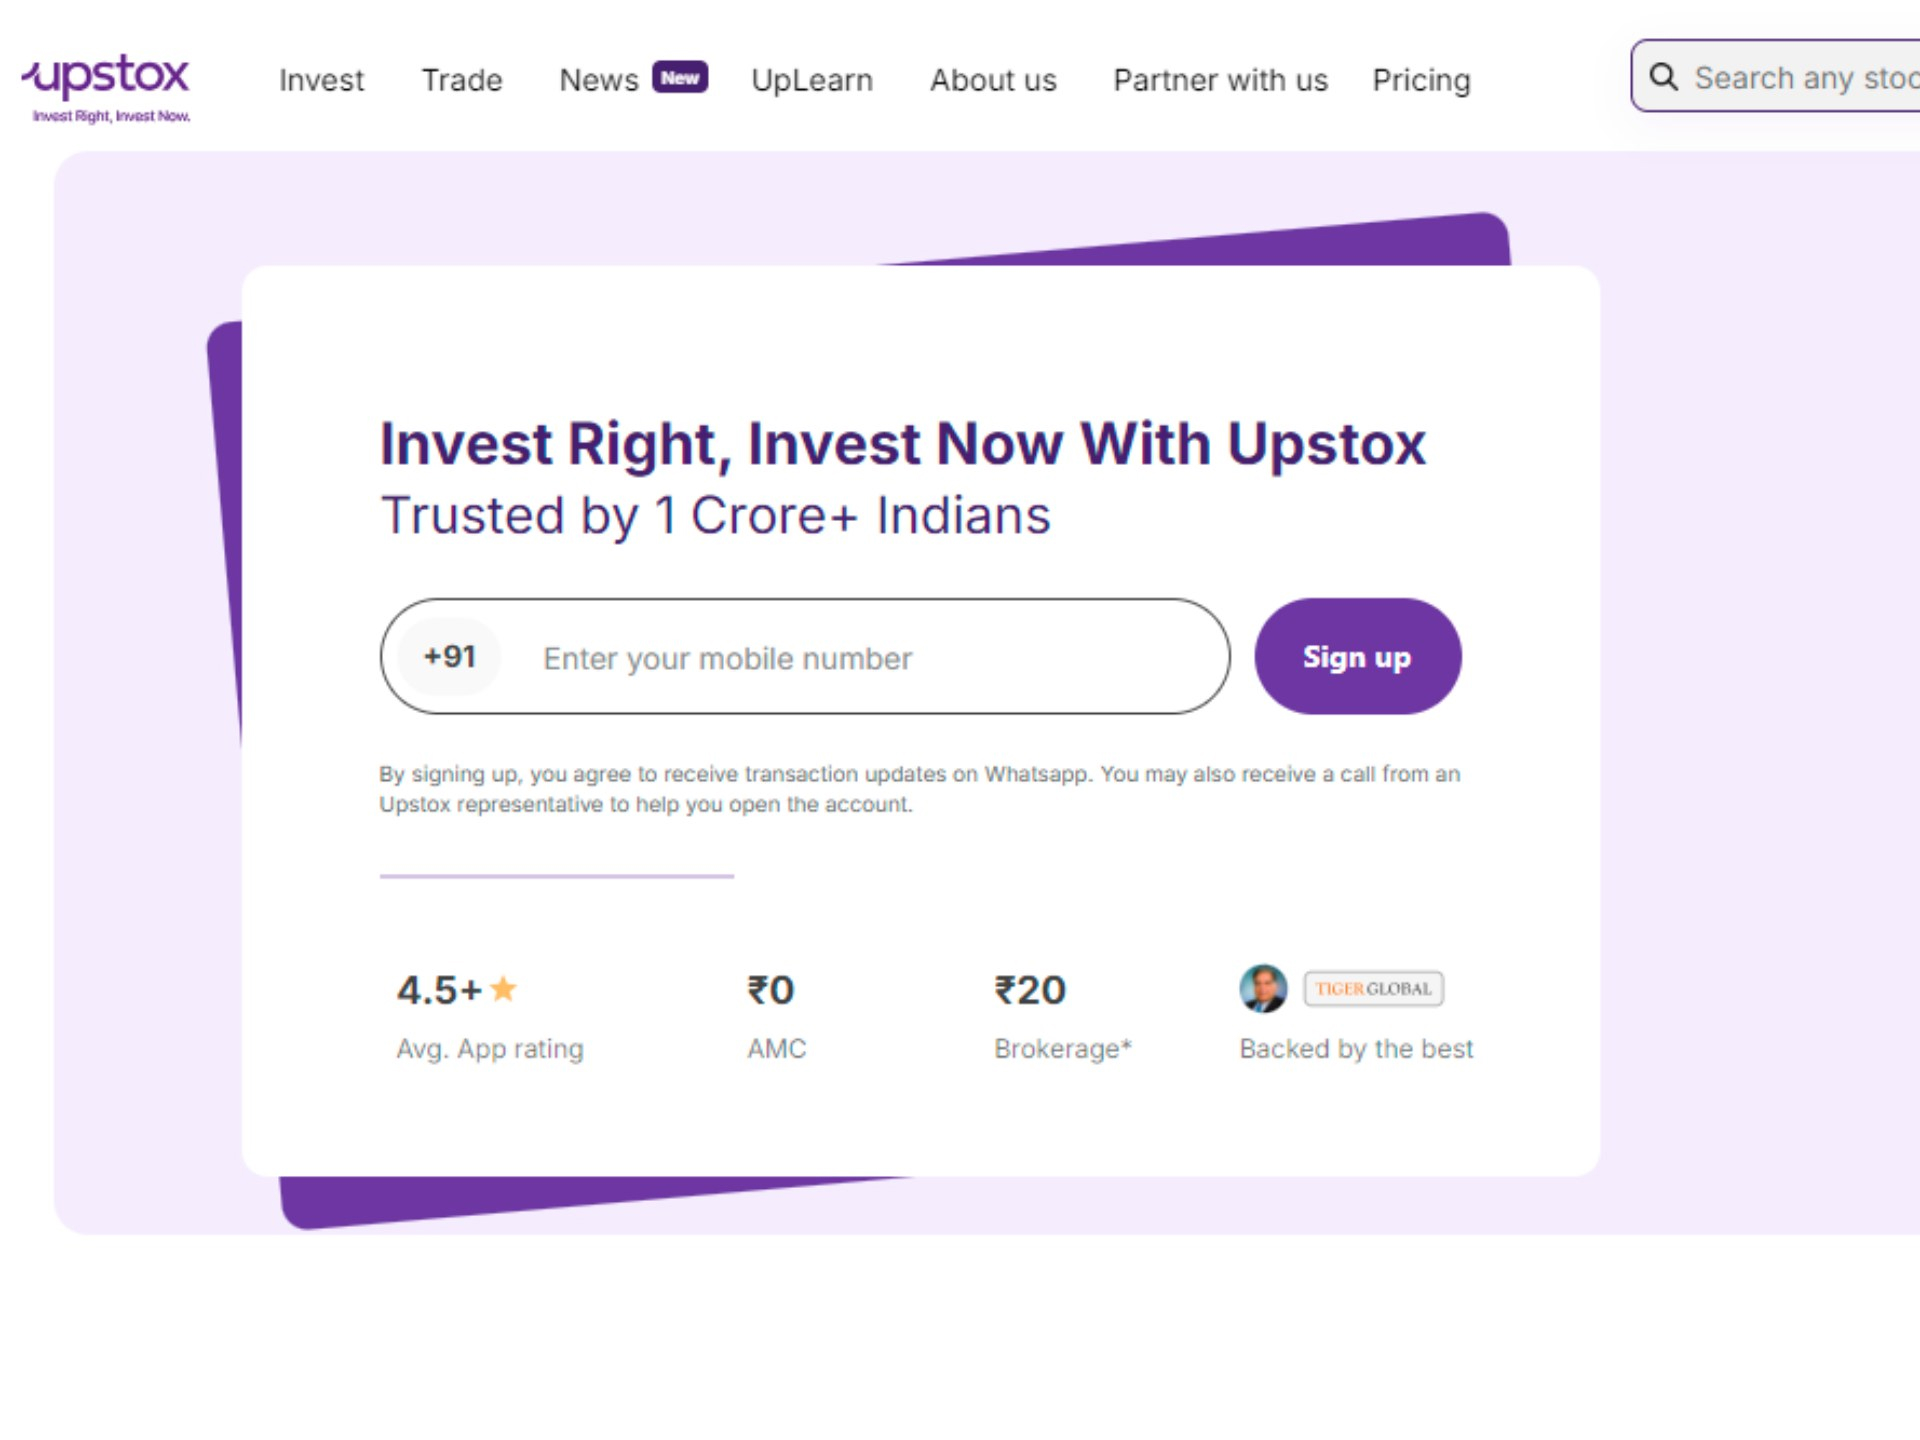 upstox
Invest Right, Invest Now.
Invest
Trade
News New
UpLearn
About us
Partner with us
Pricing
Search any stoc
Invest Right, Invest Now With Upstox
Trusted by 1 Crore+ Indians
+91 Enter your mobile number
Sign up
By signing up, you agree to receive transaction updates on Whatsapp. You may also receive a call from an
Upstox representative to help you open the account.
4.5+
Avg. App rating
₹0
AMC
₹20
Brokerage*
TIGER GLOBAL
Backed by the best